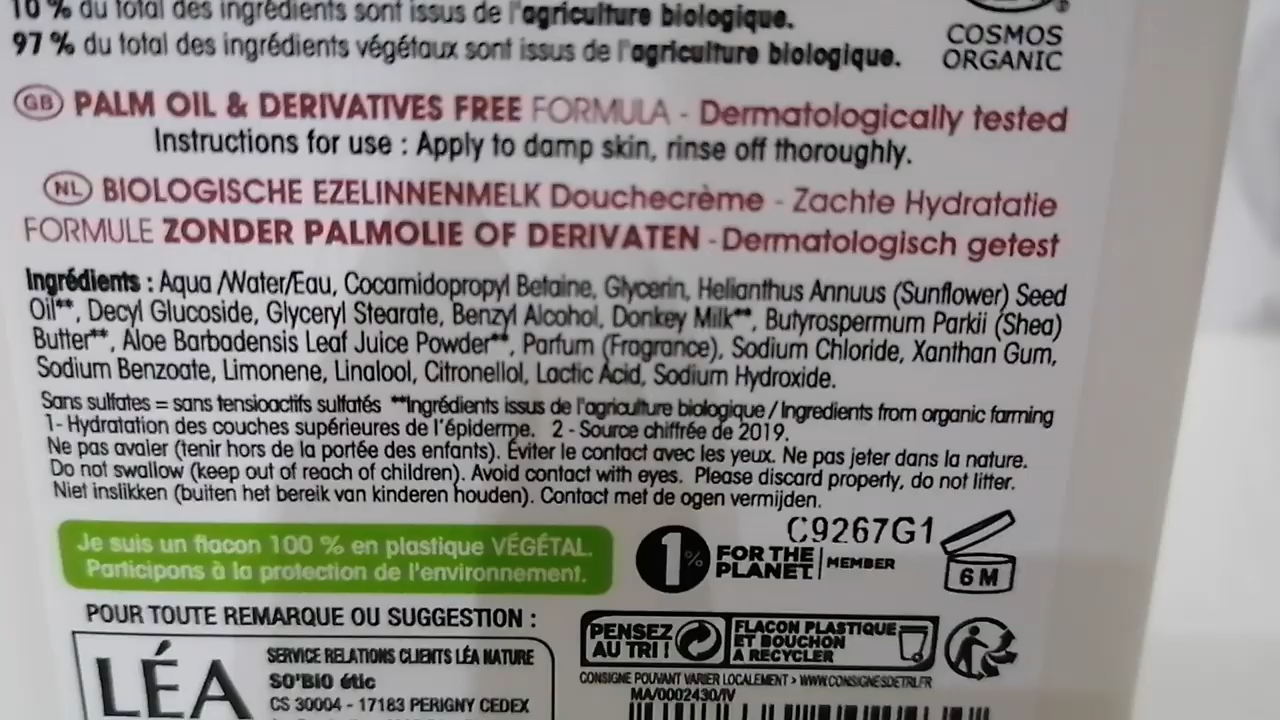 10 % du total des ingrédients sont issus de l'agriculture biologique.
97 % du total des ingrédients végétaux sont issus de l'agriculture biologique.
COSMOS
ORGANIC
GB PALM OIL & DERIVATIVES FREE FORMULA - Dermatologically tested
Instructions for use : Apply to damp skin, rinse off thoroughly.
NL BIOLOGISCHE EZELINNENMELK Douchecrème - Zachte Hydratatie
FORMULE ZONDER PALMOLIE OF DERIVATEN - Dermatologisch getest
Ingrédients : Aqua /Water/Eau, Cocamidopropyl Betaine, Glycerin, Helianthus Annuus (Sunflower) Seed
Oil**, Decyl Glucoside, Glyceryl Stearate, Benzyl Alcohol, Donkey Milk**, Butyrospermum Parkii (Shea)
Butter**, Aloe Barbadensis Leaf Juice Powder**, Parfum (Fragrance), Sodium Chloride, Xanthan Gum,
Sodium Benzoate, Limonene, Linalool, Citronellol, Lactic Acid, Sodium Hydroxide.
Sans sulfates = sans tensioactifs sulfatés **Ingrédients issus de l'agriculture biologique / Ingredients from organic farming
1- Hydratation des couches supérieures de l'épiderme. 2 - Source chiffrée de 2019.
Ne pas avaler (tenir hors de la portée des enfants). Éviter le contact avec les yeux. Ne pas jeter dans la nature.
Do not swallow (keep out of reach of children). Avoid contact with eyes. Please discard properly, do not litter.
Niet inslikken (buiten het bereik van kinderen houden). Contact met de ogen vermijden.
Je suis un flacon 100 % en plastique VÉGÉTAL.
Participons à la protection de l'environnement.
C9267G1
1% FOR THE
PLANET. MEMBER
6 M
POUR TOUTE REMARQUE OU SUGGESTION :
LÉA
SERVICE RELATIONS CLIENTS LÉA NATURE
SO'BIO étic
CS 30004 - 17183 PERIGNY CEDEX
PENSEZ
AU TRI !
FLACON PLASTIQUE
ET BOUCHON
À RECYCLER
CONSIGNE POUVANT VARIER LOCALEMENT > WWW.CONSIGNESDETRI.FR
MA/0002430/IV